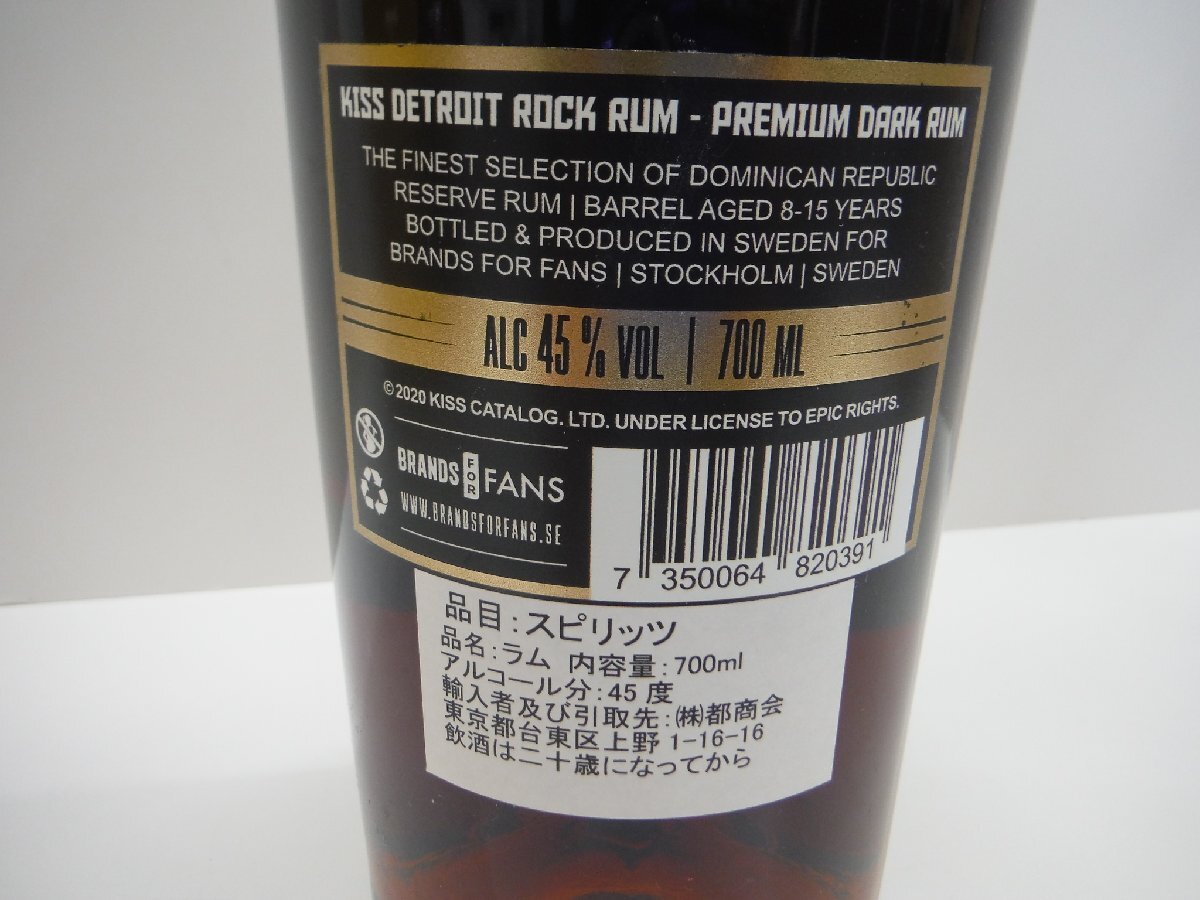 KISS DETROIT ROCK RUM - PREMIUM DARK RUM
THE FINEST SELECTION OF DOMINICAN REPUBLIC
RESERVE RUM | BARREL AGED 8-15 YEARS
BOTTLED & PRODUCED IN SWEDEN FOR
BRANDS FOR FANS | STOCKHOLM | SWEDEN
ALC 45 % VOL | 700 ML
© 2020 KISS CATALOG. LTD. UNDER LICENSE TO EPIC RIGHTS.
BRANDS FOR FANS
WWW.BRANDSFORFANS.SE
7 350064 820391
品目:スピリッツ
品名:ラム 内容量:700ml
アルコール分:45度
輸入者及び引取先:㈱都商会
東京都台東区上野1-16-16
飲酒は二十歳になってから